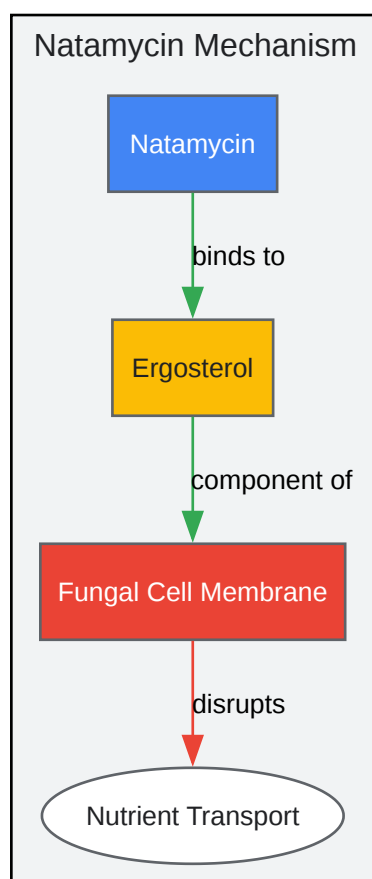 Natamycin Mechanism
Natamycin
binds to
Ergosterol
component of
Fungal Cell Membrane
disrupts
Nutrient Transport